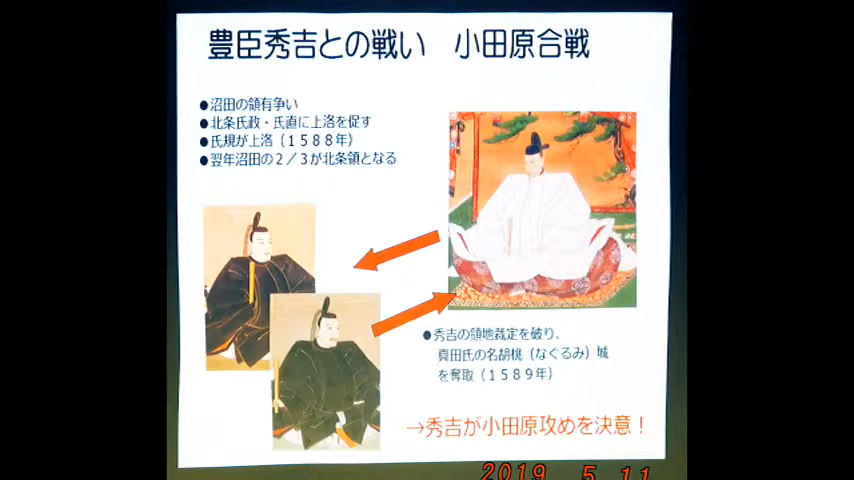 豊臣秀吉との戦い 小田原合戦
●沼田の領有争い
●北条氏政・氏直に上洛を促す
●氏規が上洛(1588年)
●翌年沼田の2/3が北条領となる
●秀吉の領地裁定を破り、
真田氏の名胡桃(なぐるみ)城
を奪取(1589年)
→秀吉が小田原攻めを決意!
2019 5 11